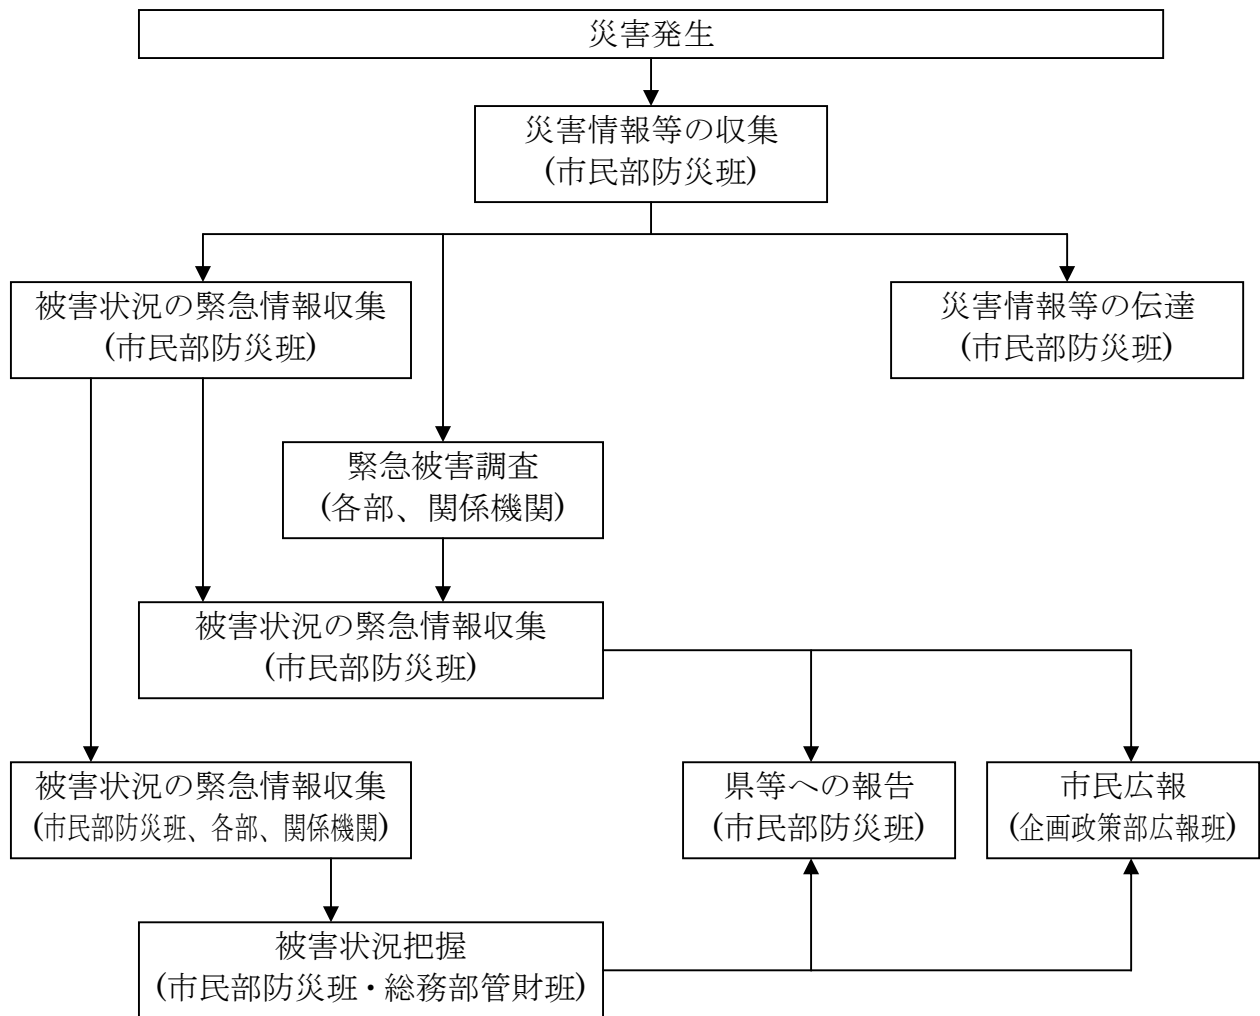 災害発生
災害情報等の収集
(市民部防災班)
被害状況の緊急情報収集
(市民部防災班)
災害情報等の伝達
(市民部防災班)
緊急被害調査
(各部、関係機関)
被害状況の緊急情報収集
(市民部防災班)
被害状況の緊急情報収集
(市民部防災班、各部、関係機関)
県等への報告
(市民部防災班)
市民広報
(企画政策部広報班)
被害状況把握
(市民部防災班・総務部管財班)